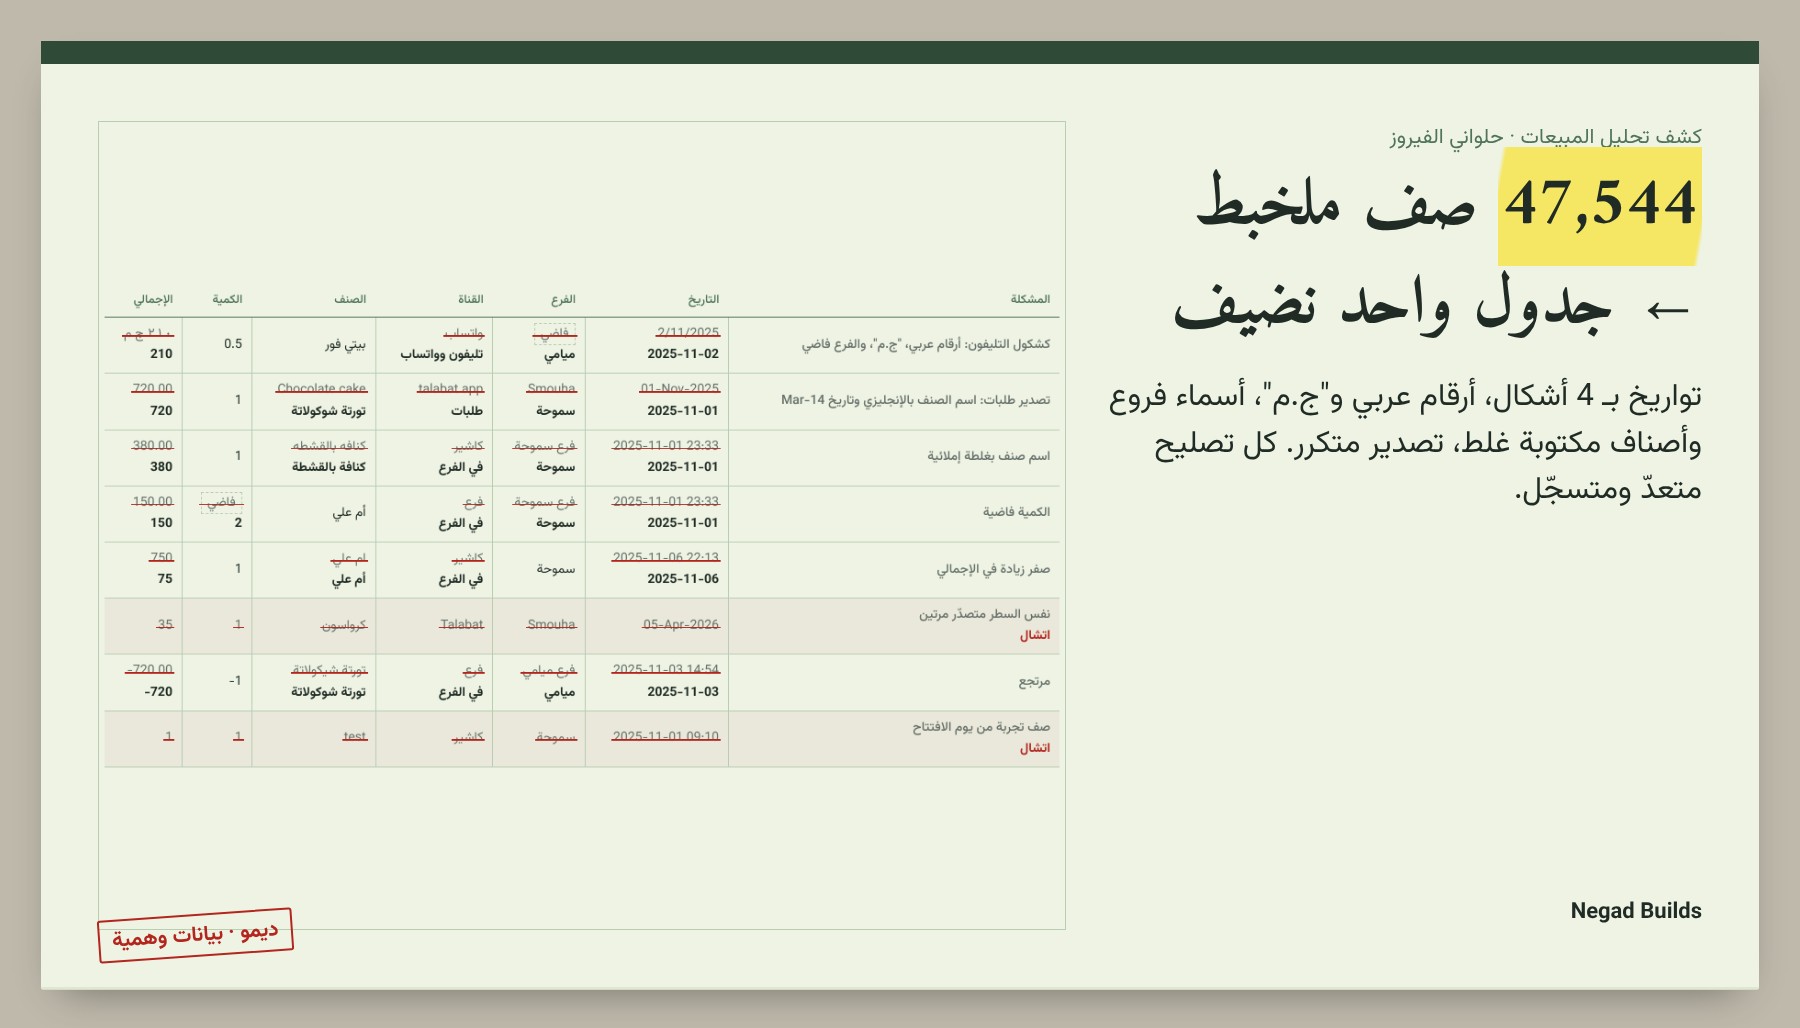 كشف تحليل المبيعات · حلواني الفيروز
47,544 صف ملخبط
← جدول واحد نضيف
تواريخ بـ 4 أشكال، أرقام عربي و"ج.م"، أسماء فروع
وأصناف مكتوبة غلط، تصدير متكرر. كل تصليح
متعدّ ومتسجّل.
المشكلة التاريخ الفرع القناة الصنف الكمية الإجمالي
كشكول التليفون: أرقام عربي، "ج.م"، والفرع فاضي 2/11/2025 2025-11-02 فاضي ميامي واتساب تليفون وواتساب بيتي فور 0.5 ٢١٠ ج.م 210
تصدير طلبات: اسم الصنف بالإنجليزي وتاريخ 14-Mar 01-Nov-2025 2025-11-01 Smouha سموحة talabat app طلبات Chocolate cake تورتة شوكولاتة 1 720.00 720
اسم صنف بغلطة إملائية 2025-11-01 23:33 2025-11-01 فرع سموحة سموحة كاشير في الفرع كنافه بالقشطه كنافة بالقشطة 1 380.00 380
الكمية فاضية 2025-11-01 23:33 2025-11-01 فرع سموحة سموحة فرع في الفرع أم علي فاضي 2 150.00 150
صفر زيادة في الإجمالي 2025-11-06 22:13 2025-11-06 سموحة كاشير في الفرع ام علي أم علي 1 750 75
نفس السطر متصدّر مرتين اتشال 05-Apr-2026 Smouha Talabat كرواسون 1 35
مرتجع 2025-11-03 14:54 2025-11-03 فرع ميامي ميامي فرع في الفرع تورتة شيكولاتة تورتة شوكولاتة -1 -720.00 -720
صف تجربة من يوم الافتتاح اتشال 2025-11-01 09:10 سموحة كاشير test 1 1
ديمو · بيانات وهمية
Negad Builds